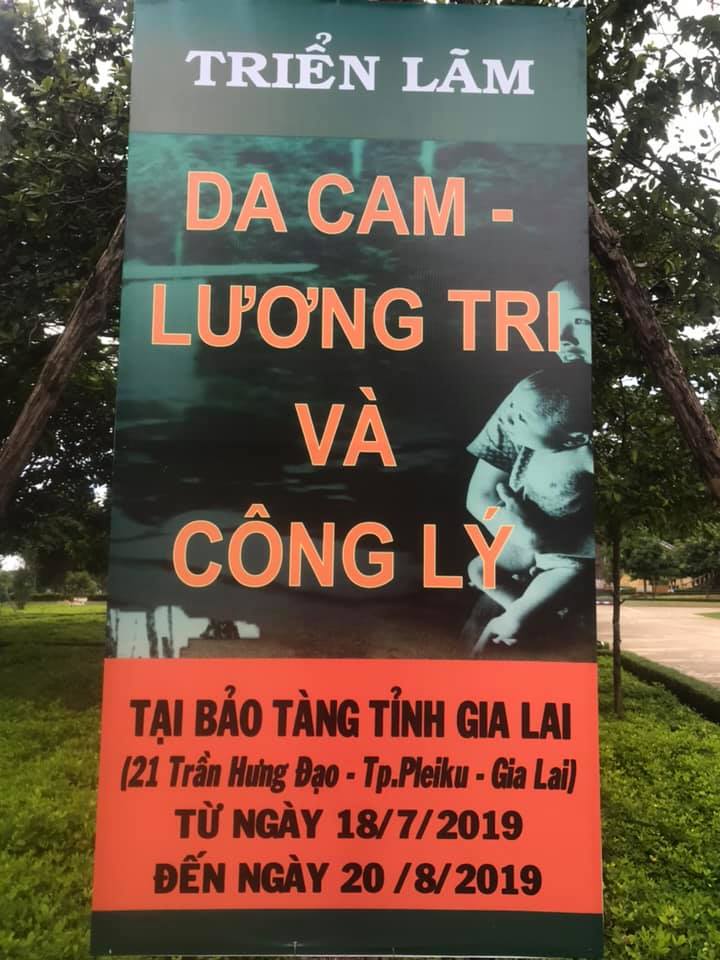 TRIỂN LÃM
DA CAM -
LƯƠNG TRI
VÀ
CÔNG LÝ
TẠI BẢO TÀNG TỈNH GIA LAI
(21 Trần Hưng Đạo - Tp.Pleiku - Gia Lai)
TỪ NGÀY 18/7/2019
ĐẾN NGÀY 20 /8/2019